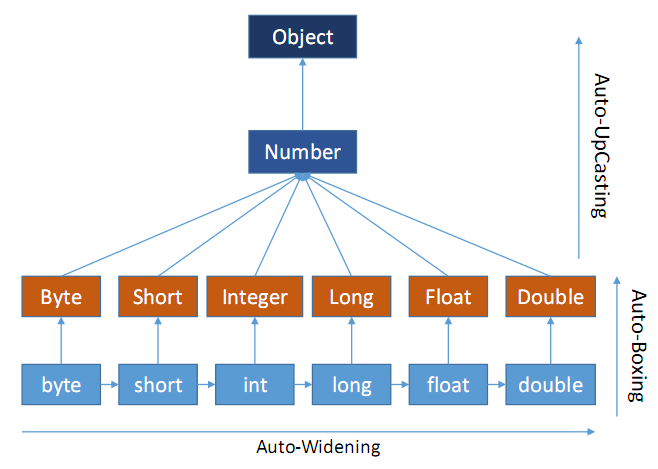 Object
Number
Auto-UpCasting
Byte Short Integer Long Float Double
byte short int long float double
Auto-Boxing
Auto-Widening